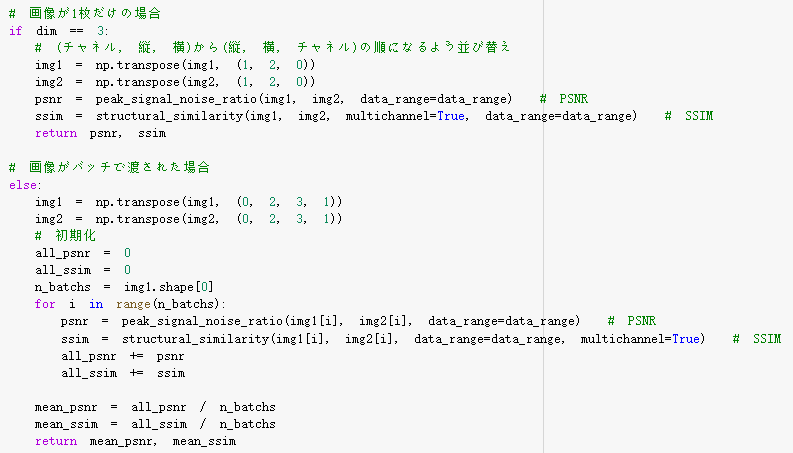 # 画像が1枚だけの場合
if dim == 3:
# (チャネル, 縦, 横)から(縦, 横, チャネル)の順になるよう並び替え
img1 = np.transpose(img1, (1, 2, 0))
img2 = np.transpose(img2, (1, 2, 0))
psnr = peak_signal_noise_ratio(img1, img2, data_range=data_range) # PSNR
ssim = structural_similarity(img1, img2, multichannel=True, data_range=data_range) # SSIM
return psnr, ssim
# 画像がバッチで渡された場合
else:
img1 = np.transpose(img1, (0, 2, 3, 1))
img2 = np.transpose(img2, (0, 2, 3, 1))
# 初期化
all_psnr = 0
all_ssim = 0
n_batchs = img1.shape[0]
for i in range(n_batchs):
psnr = peak_signal_noise_ratio(img1[i], img2[i], data_range=data_range) # PSNR
ssim = structural_similarity(img1[i], img2[i], data_range=data_range, multichannel=True) # SSIM
all_psnr += psnr
all_ssim += ssim
mean_psnr = all_psnr / n_batchs
mean_ssim = all_ssim / n_batchs
return mean_psnr, mean_ssim